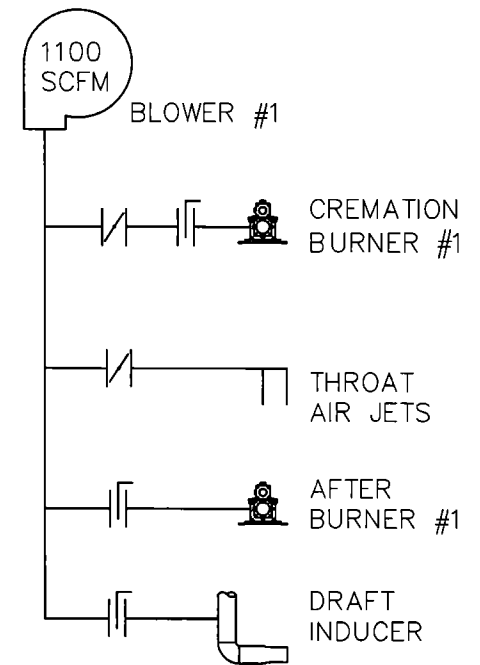 1100
SCFM
BLOWER #1
CREMATION
BURNER #1
THROAT
AIR JETS
AFTER
BURNER #1
DRAFT
INDUCER